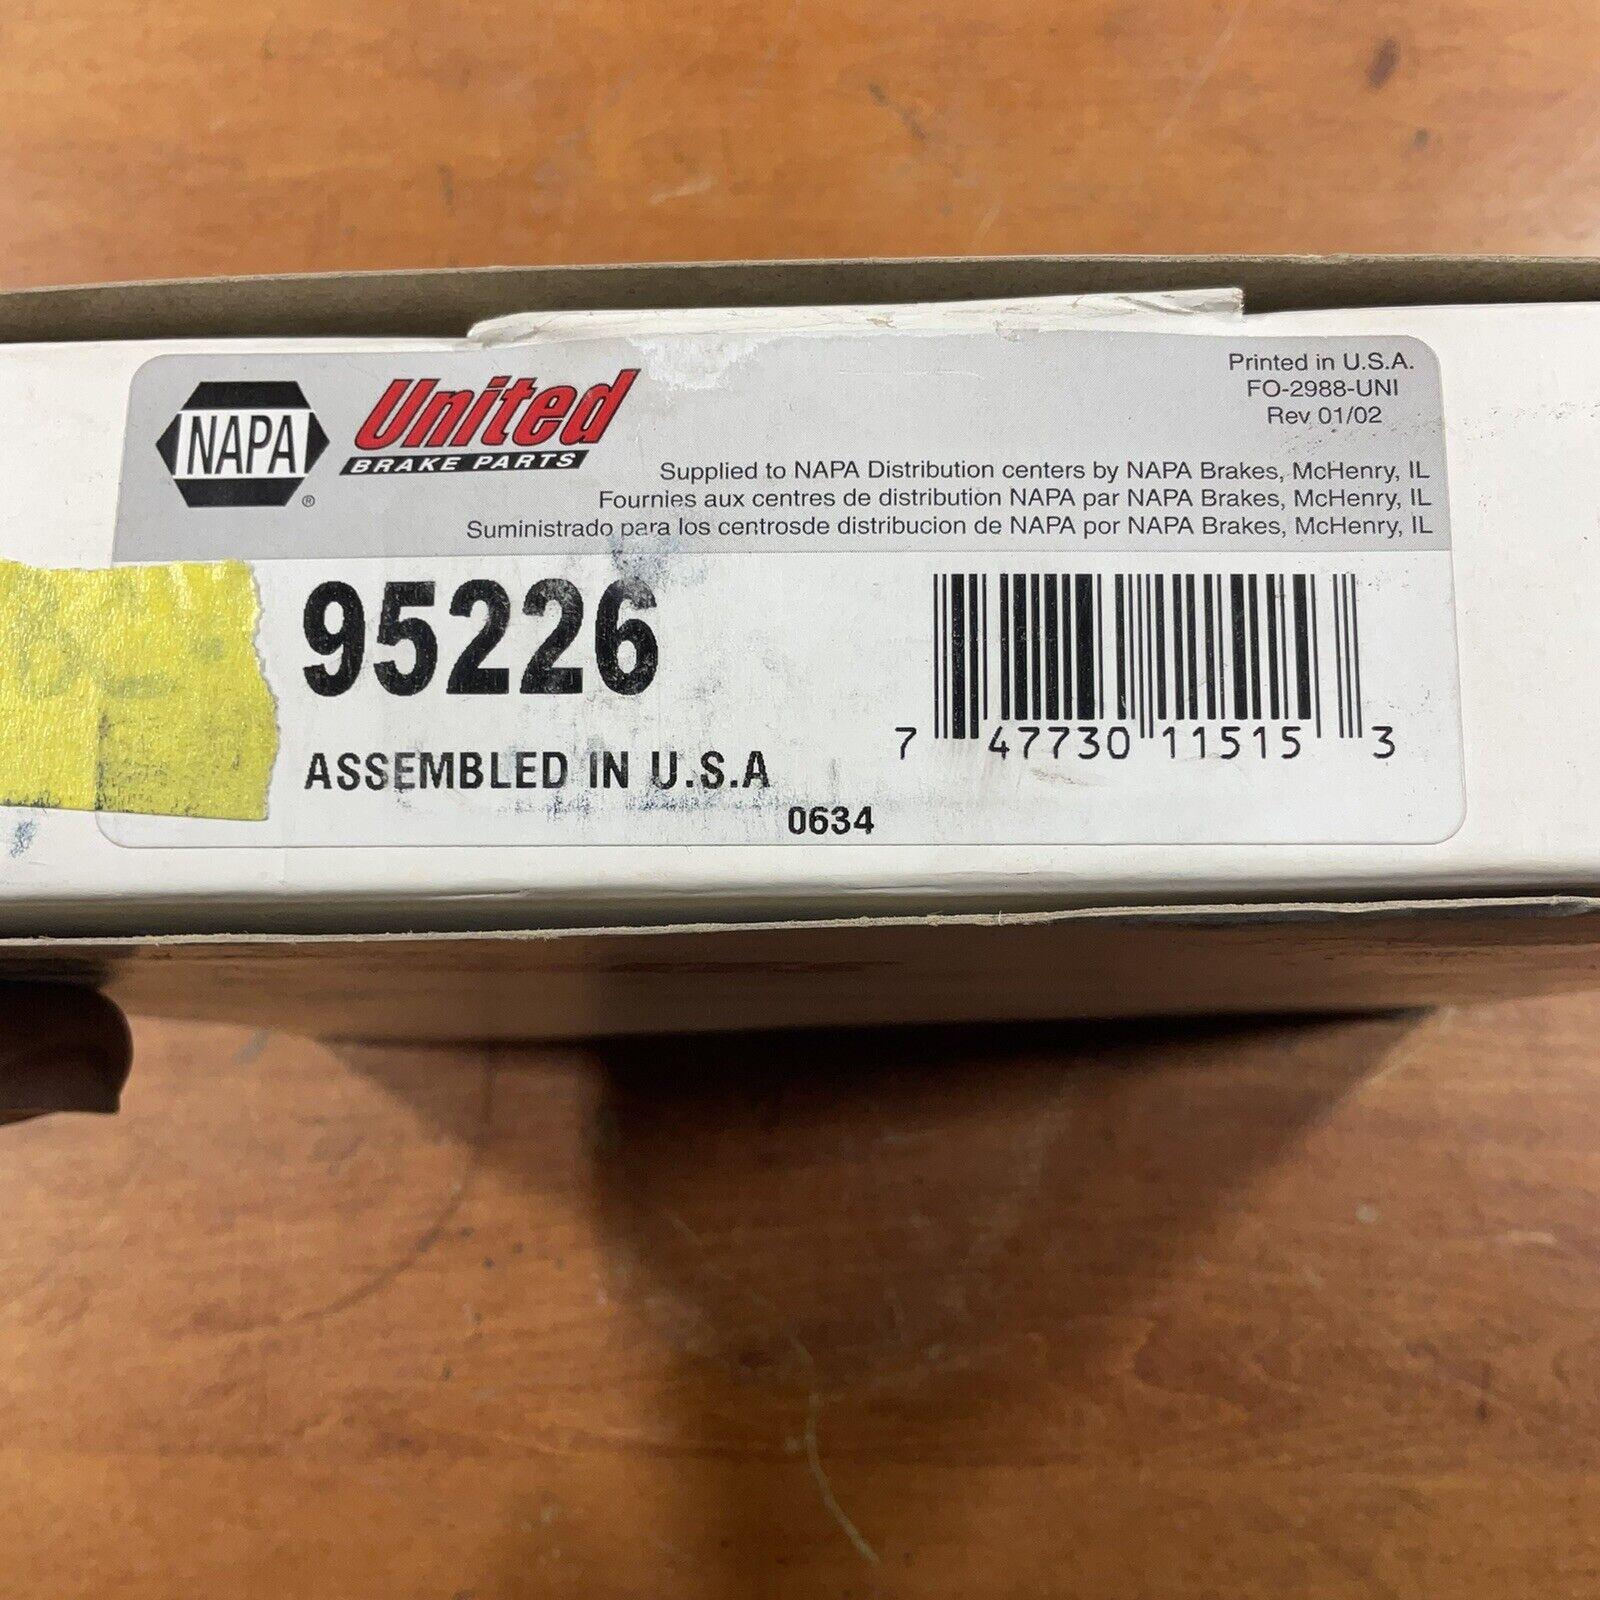 NAPA
®
United
BRAKE PARTS
Printed in U.S.A.
FO-2988-UNI
Rev 01/02
Supplied to NAPA Distribution centers by NAPA Brakes, McHenry, IL
Fournies aux centres de distribution NAPA par NAPA Brakes, McHenry, IL
Suministrado para los centrosde distribucion de NAPA por NAPA Brakes, McHenry, IL
95226
7 47730 11515 3
ASSEMBLED IN U.S.A
0634